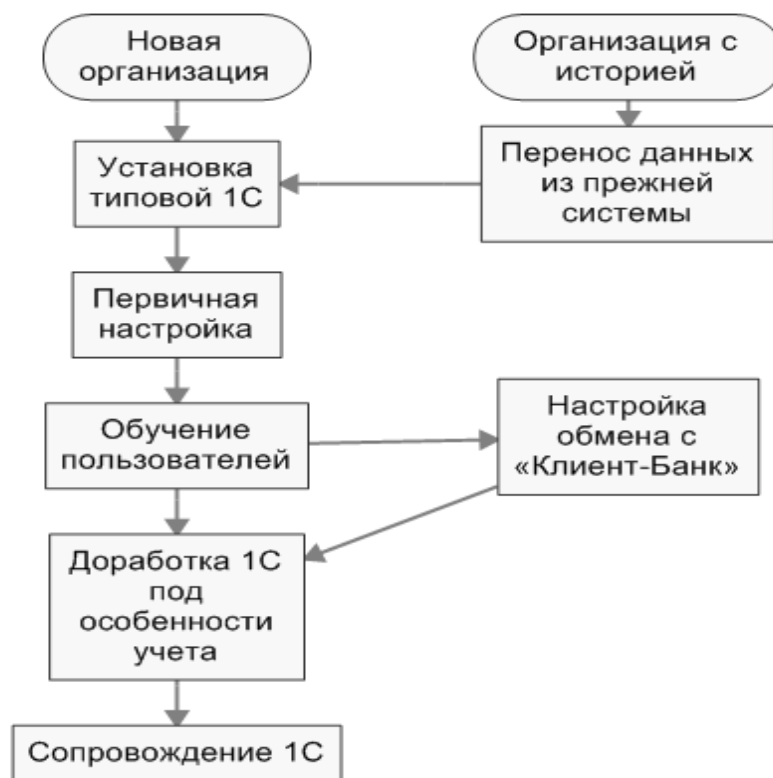 Новая
организация
Организация с
историей
Установка
типовой 1С
Перенос данных
из прежней
системы
Первичная
настройка
Обучение
пользователей
Настройка
обмена с
«Клиент-Банк»
Доработка 1С
под
особенности
учета
Сопровождение 1С